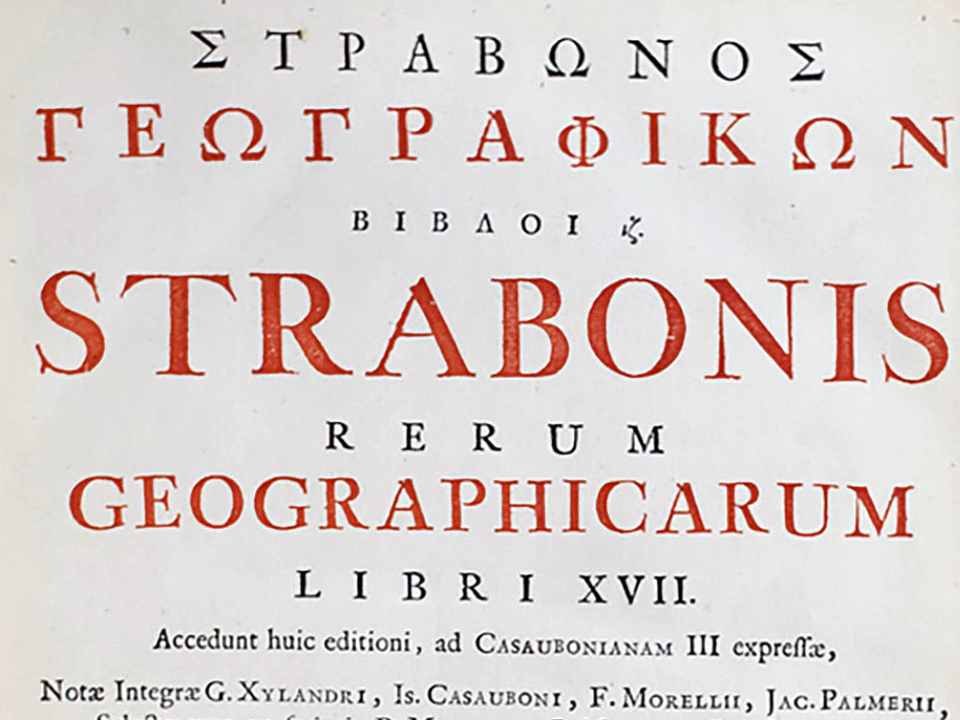 ΣΤΡΑΒΩΝΟΣ
ΓΕΩΓΡΑΦΙΚΩΝ
ΒΙΒΛΟΙ ιζ.
STRABONIS
RERUM
GEOGRAPHICARUM
LIBRI XVII.
Accedunt huic editioni, ad CASAUBONIANAM III expreſſæ,
Notæ Integræ G. XYLANDRI, IS. CASAUBONI, F. MORELLII, JAC. PALMERII,